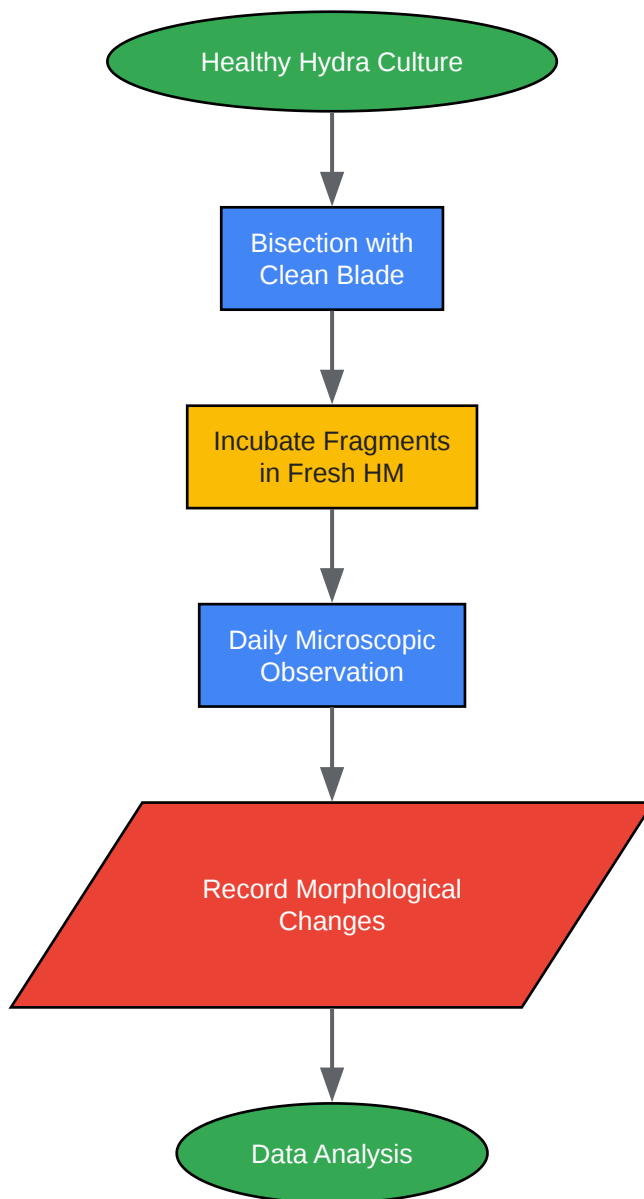 Healthy Hydra Culture
Bisection with
Clean Blade
Incubate Fragments
in Fresh HM
Daily Microscopic
Observation
Record Morphological
Changes
Data Analysis